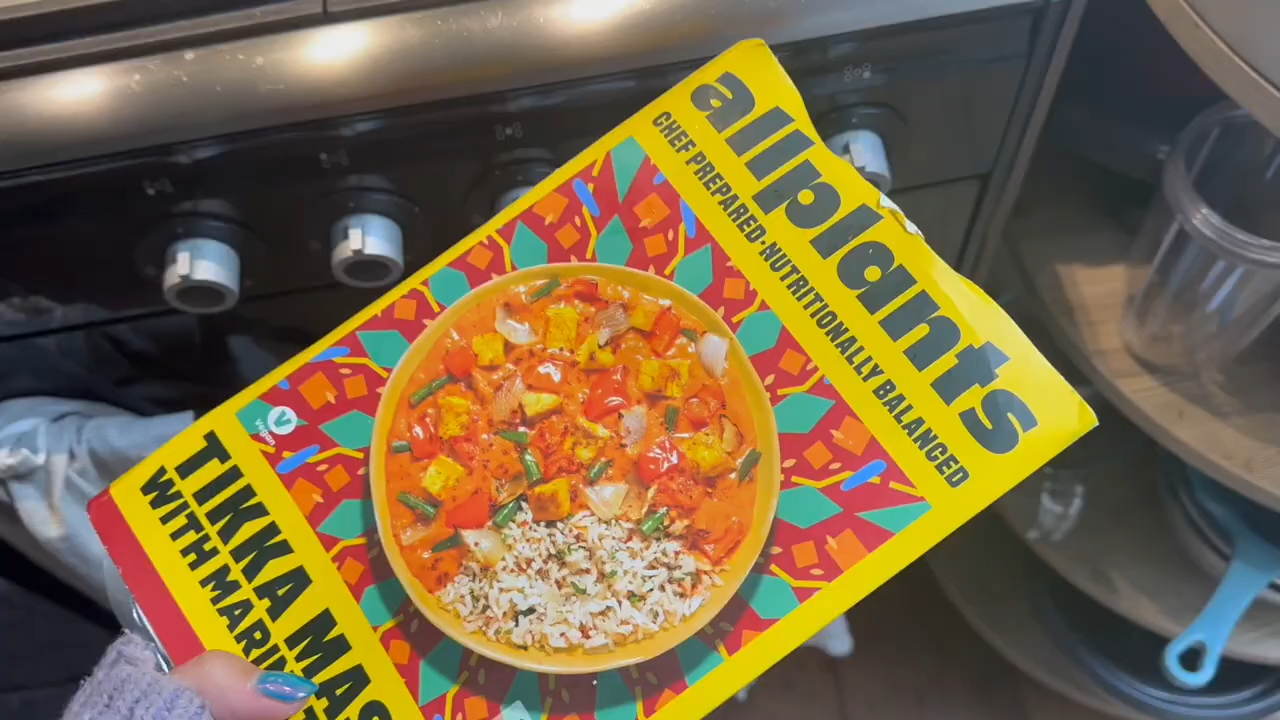 allplants
CHEF PREPARED•NUTRITIONALLY BALANCED
V
Vegan
TIKKA MAS
WITH MARI